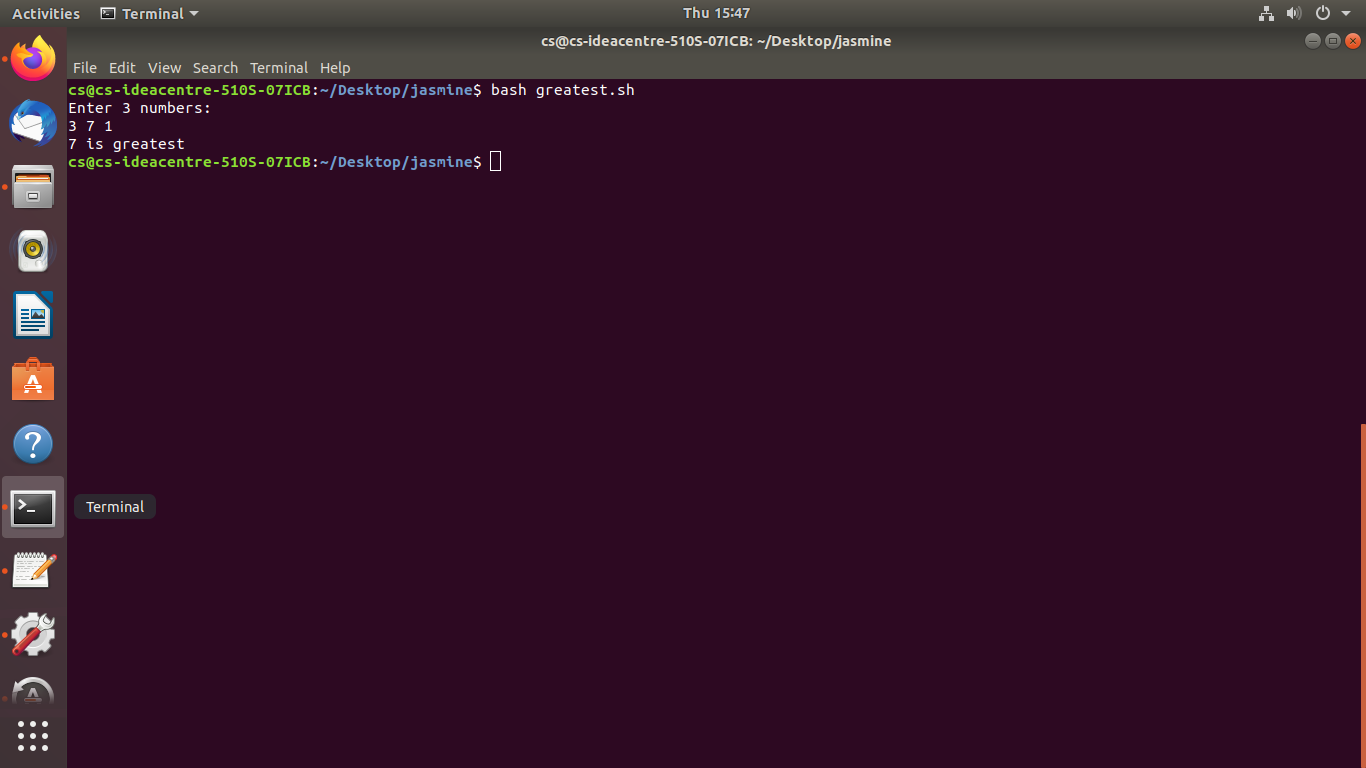 Activities Terminal Thu 15:47
cs@cs-ideacentre-510S-07ICB: ~/Desktop/jasmine
File Edit View Search Terminal Help
cs@cs-ideacentre-510S-07ICB:~/Desktop/jasmine$ bash greatest.sh
Enter 3 numbers:
3 7 1
7 is greatest
cs@cs-ideacentre-510S-07ICB:~/Desktop/jasmine$
Terminal